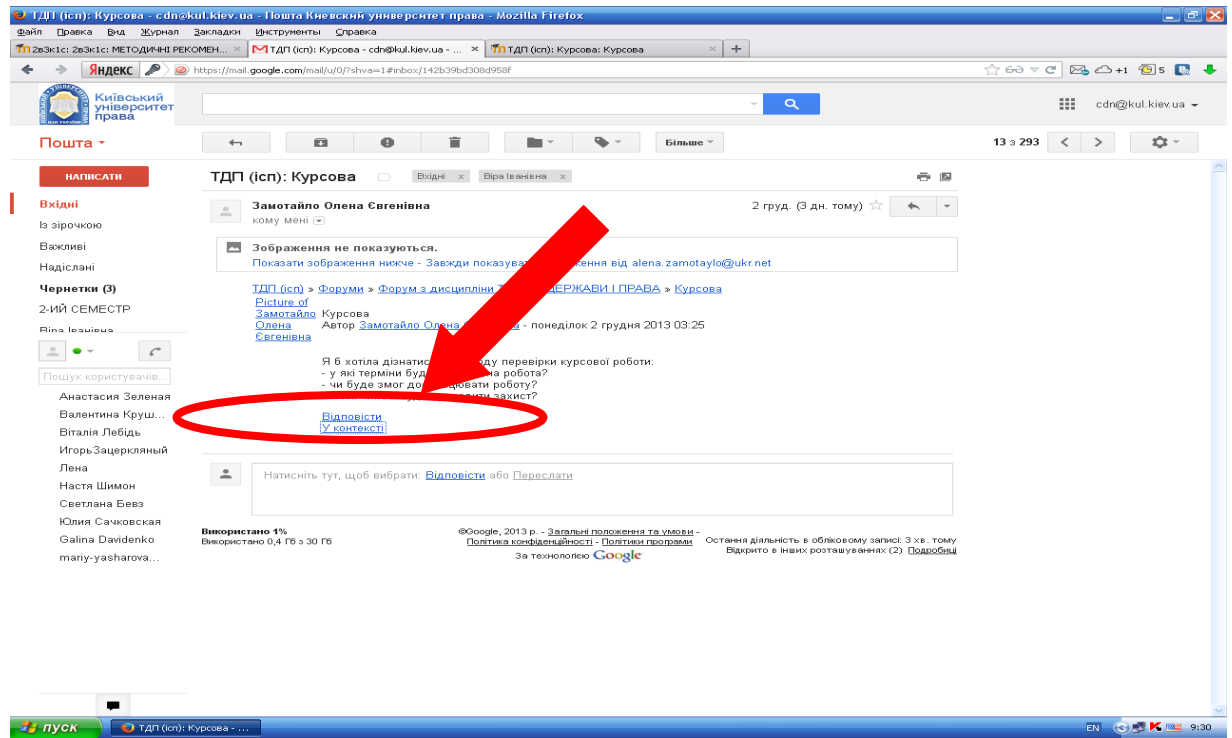 ТДП (ісп): Курсова - cdn@kul.kiev.ua - Пошта Киевский университет права - Mozilla Firefox
Файл Правка Вид Журнал Закладки Инструменты Справка
2вЗк1с: 2вЗк1с: МЕТОДИЧНІ РЕКОМЕН... ТДП (ісп): Курсова - cdn@kul.kiev.ua - ... ТДП (ісп): Курсова: Курсова
Яндекс https://mail.google.com/mail/u/0/?shva=1#inbox/142b39bd308d958f +1 5
Київський університет права
cdn@kul.kiev.ua
Пошта Більше 13 з 293
НАПИСАТИ
ТДП (ісп): Курсова Вхідні x Віра Іванівна x
Вхідні
Із зірочкою
Важливі
Надіслані
Чернетки (3)
2-ИЙ СЕМЕСТР
Віра Іванівна
Пошук користувачів...
Анастасия Зеленая
Валентина Круш...
Віталія Лебідь
ИгорьЗацеркляный
Лена
Настя Шимон
Светлана Бевз
Юлия Сачковская
Galina Davidenko
mariy-yasharova...
Замотайло Олена Євгенівна 2 груд. (3 дн. тому)
кому мені
Зображення не показуються.
Показати зображення нижче - Завжди показувати від alena.zamotaylo@ukr.net
ТДП (ісп) » Форуми » Форум з дисципліни ДЕРЖАВИ І ПРАВА » Курсова
Picture of
Замотайло
Олена
Євгенівна
Курсова
Автор Замотайло Олена - понеділок 2 грудня 2013 03:25
Я б хотіла дізнатис перевірки курсової роботи:
- у які терміни буд робота?
- чи буде змог роботу?
захист?
Відповісти
У контексті
Натисніть тут, щоб вибрати: Відповісти або Переслати
Використано 1%
Використано 0,4 Гб з 30 Гб
©Google, 2013 р. - Загальні положення та умови -
Політика конфіденційності - Політики програми
За технологією Google
Остання діяльність в обліковому записі: 3 хв. тому
Відкрито в інших розташуваннях (2) Подробиці
пуск ТДП (ісп): Курсова - ... EN 9:30